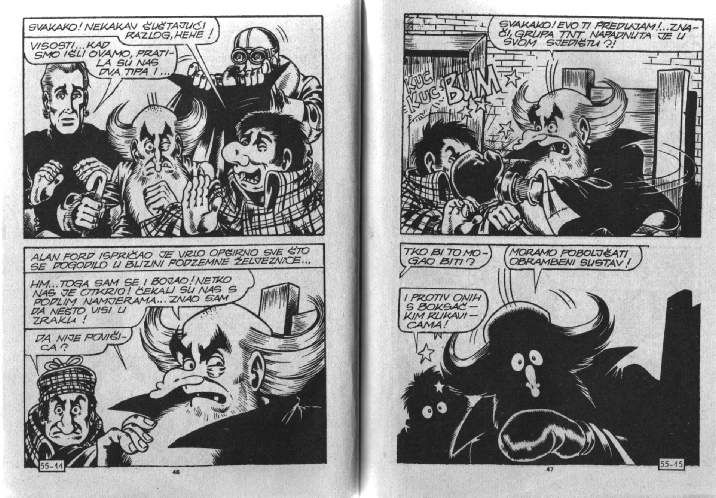 SVAKAKO! NEKAKAV ŠUŠTAJUĆI
RAZLOG, HEHE!
VISOSTI...KAD
SMO IŠLI OVAMO, PRATI-
LA SU NAS
DVA TIPA I...
ALAN FORD ISPRIČAO JE VRLO OPŠIRNO SVE ŠTO
SE DOGODILO U BLIZINI PODZEMNE ŽELJEZNICE...
HM...TOGA SAM SE I BOJAO! NETKO
NAS JE OTKRIO! ČEKALI SU NAS S
PODLIM NAMJERAMA...ZNAO SAM
DA NEŠTO VISI U
ZRAKU!
DA NIJE PONIŠI-
CA?
55-14
46
SVAKAKO! EVO TI PREDUJAM!...ZNA-
ČI, GRUPA TNT NAPADNUTA JE U
SVOM SJEDIŠTU?!
KUC
KUC
BUM
TKO BI TO MO-
GAO BITI?
MORAMO POBOLJŠATI
OBRAMBENI SUSTAV!
I PROTIV ONIH
S BOKSAČ-
KIM RUKAVI-
CAMA!
55-15
47